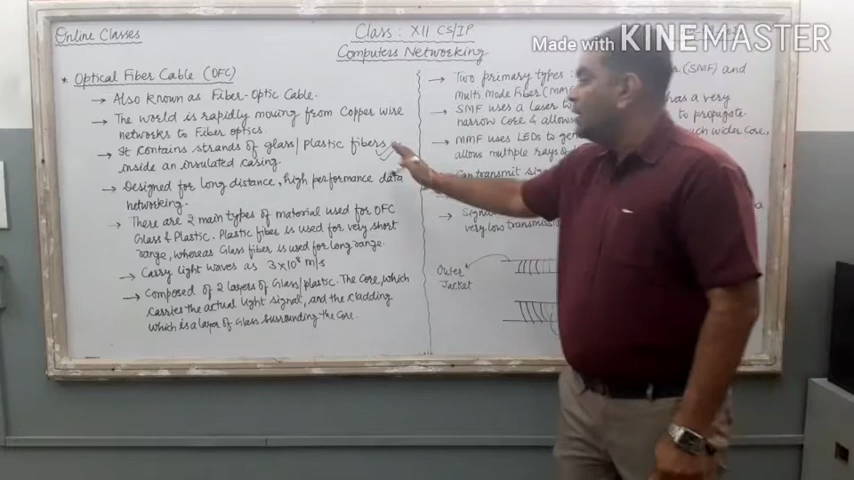 Online Classes
Class : XII CS/IP
Computers Networking
Made with KINEMASTER
* Optical Fiber Cable (OFC)
→ Also known as Fiber-Optic Cable.
→ The world is rapidly moving from Copper wire
networks to Fiber optics.
→ It contains strands of glass/Plastic fibers
inside an insulated casing.
→ Designed for long distance, high performance data
networking.
→ There are 2 main types of material used for OFC
Glass & Plastic. Plastic fiber is used for very short
range, whereas Glass fiber is used for long range.
→ Carry light waves as 3x10⁸ m/s
→ Composed of 2 layers of Glass/plastic. The Core, which
carries the actual light signal, and the cladding
which is a layer of Glass surrounding the Core.
→ Two primary types : (SMF) and
Multi Mode Fiber (MM
→ SMF uses a laser to has a very
narrow Core & allows to propagate
→ MMF uses LEDs to much wider Core,
allows multiple rays
→ Can transmit
→
very low transmission
Outer
Jacket